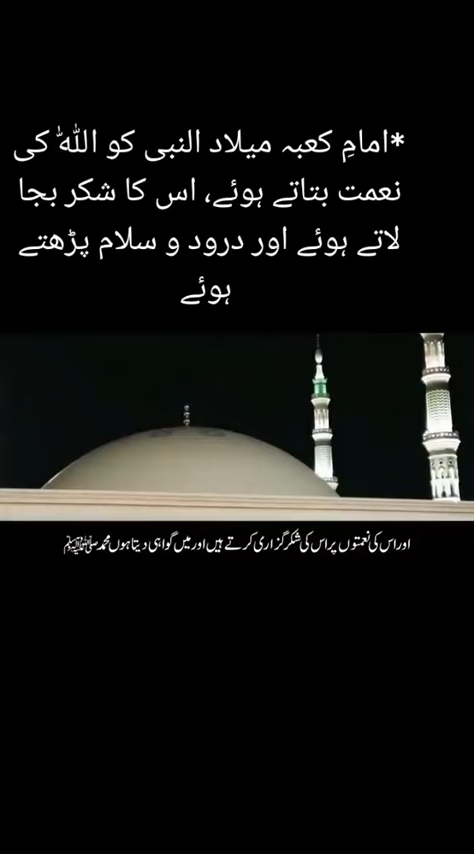 *امامِ کعبہ میلاد النبی کو اللہ کی
نعمت بتاتے ہوئے، اس کا شکر بجا
لاتے ہوئے اور درود و سلام پڑھتے
ہوئے
اور اس کی نعمتوں پر اس کی شکر گزاری کرتے ہیں اور میں گواہی دیتا ہوں محمد ﷺ